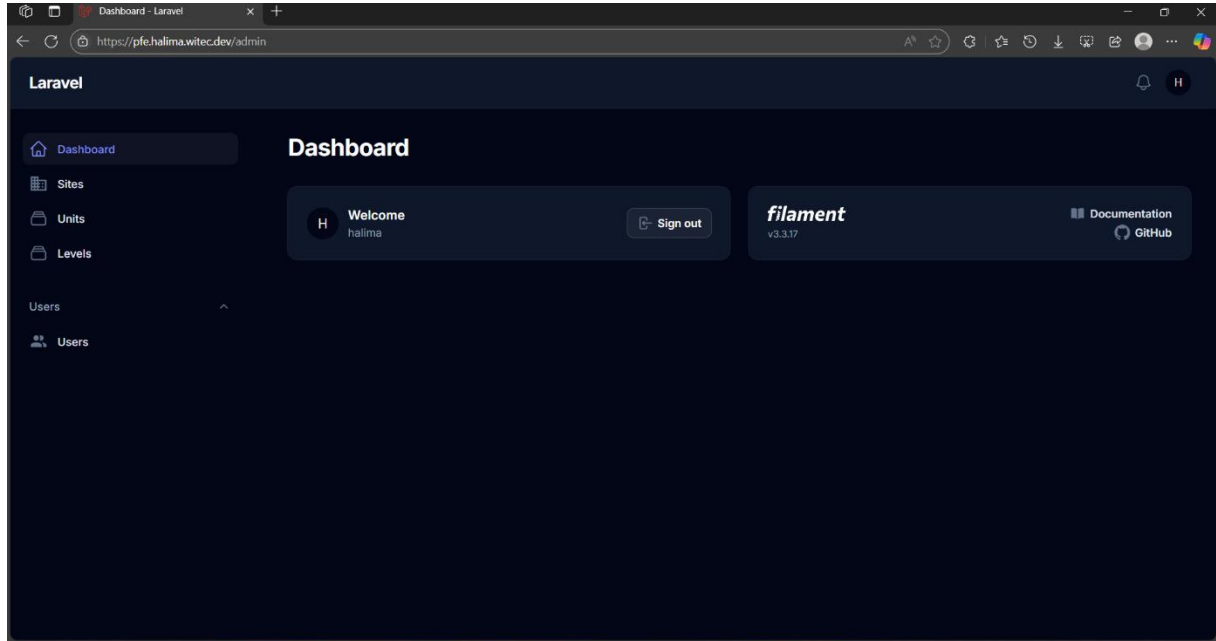 Dashboard - Laravel
https://pfe.halima.witec.dev/admin
Laravel
H
Dashboard
Sites
Units
Levels
Users
Users
Dashboard
H
Welcome
halima
Sign out
filament
v3.3.17
Documentation
GitHub